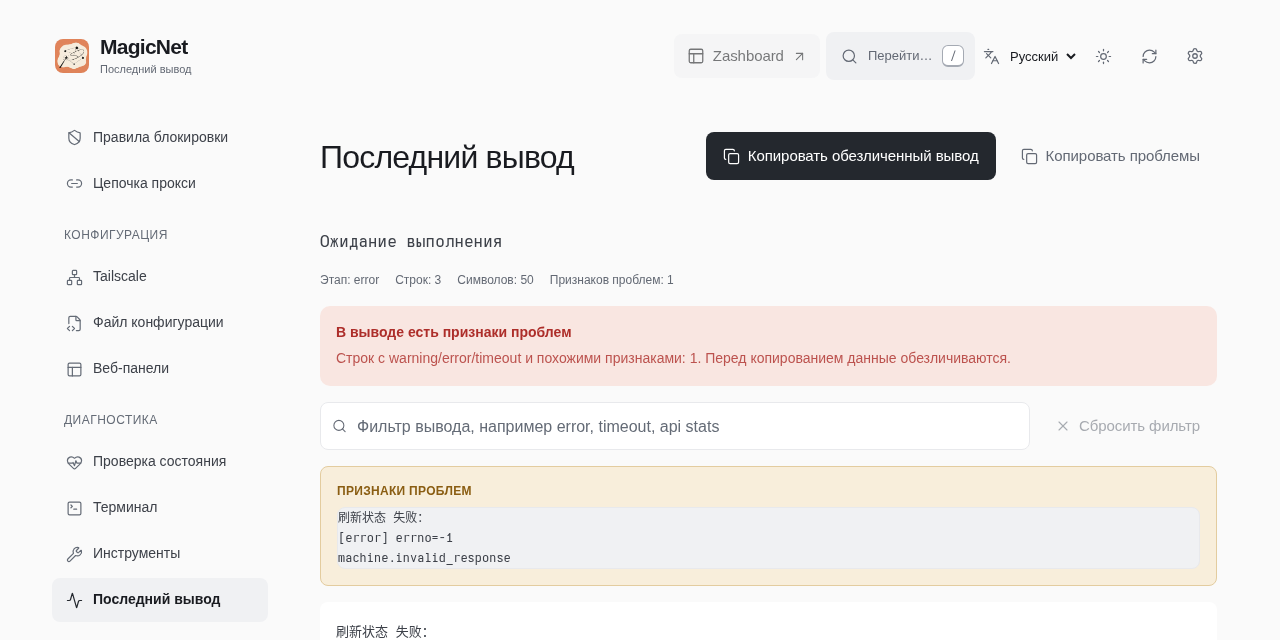 MagicNet
Последний вывод
Zashboard
Перейти…
/
Русский
Правила блокировки
Цепочка прокси
КОНФИГУРАЦИЯ
Tailscale
Файл конфигурации
Веб-панели
ДИАГНОСТИКА
Проверка состояния
Терминал
Инструменты
Последний вывод
Последний вывод
Копировать обезличенный вывод
Копировать проблемы
Ожидание выполнения
Этап: error Строк: 3 Символов: 50 Признаков проблем: 1
В выводе есть признаки проблем
Строк с warning/error/timeout и похожими признаками: 1. Перед копированием данные обезличиваются.
Фильтр вывода, например error, timeout, api stats
Сбросить фильтр
ПРИЗНАКИ ПРОБЛЕМ
刷新状态 失败：
[error] errno=-1
machine.invalid_response
刷新状态 失败：